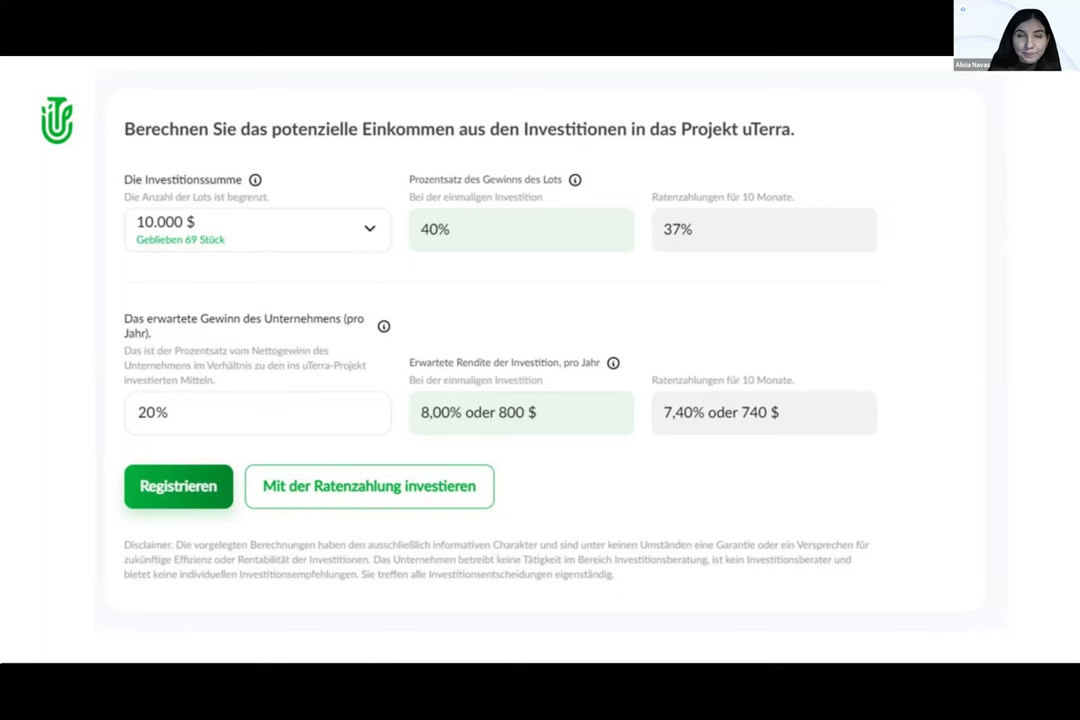 Alicia Navas
Berechnen Sie das potenzielle Einkommen aus den Investitionen in das Projekt uTerra.
Die Investitionssumme
Die Anzahl der Lots ist begrenzt.
10.000 $
Geblieben 69 Stück
Prozentsatz des Gewinns des Lots
Bei der einmaligen Investition
40%
Ratenzahlungen für 10 Monate.
37%
Das erwartete Gewinn des Unternehmens (pro
Jahr).
Das ist der Prozentsatz vom Nettogewinn des
Unternehmens im Verhältnis zu den ins uTerra-Projekt
investierten Mitteln.
20%
Erwartete Rendite der Investition, pro Jahr
Bei der einmaligen Investition
8,00% oder 800 $
Ratenzahlungen für 10 Monate.
7,40% oder 740 $
Registrieren
Mit der Ratenzahlung investieren
Disclaimer. Die vorgelegten Berechnungen haben den ausschließlich informativen Charakter und sind unter keinen Umständen eine Garantie oder ein Versprechen für
zukünftige Effizienz oder Rentabilität der Investitionen. Das Unternehmen betreibt keine Tätigkeit im Bereich Investitionsberatung, ist kein Investitionsberater und
bietet keine individuellen Investitionsempfehlungen. Sie treffen alle Investitionsentscheidungen eigenständig.